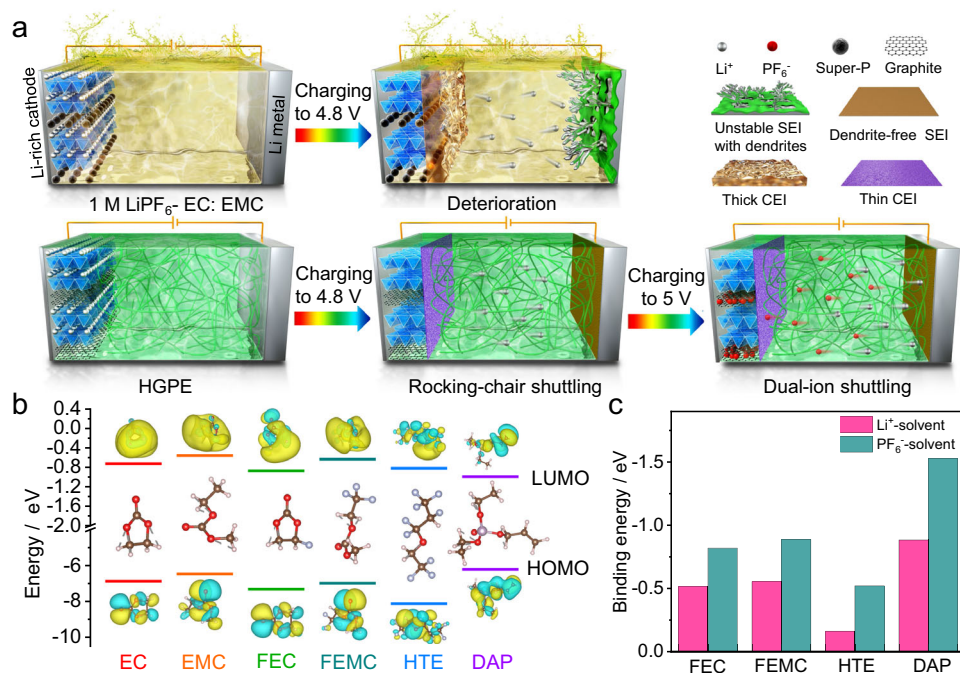 a
Li-rich cathode
Li metal
1 M LiPF₆- EC: EMC
Charging
to 4.8 V
Deterioration
Li⁺
PF₆⁻
Super-P
Graphite
Unstable SEI
with dendrites
Dendrite-free SEI
Thick CEI
Thin CEI
HGPE
Charging
to 4.8 V
Rocking-chair shuttling
Charging
to 5 V
Dual-ion shuttling
b
Energy / eV
0.4
0.0
-0.4
-0.8
-1.2
-1.6
-2.0
-6
-8
-10
LUMO
HOMO
EC
EMC
FEC
FEMC
HTE
DAP
c
Binding energy / eV
-1.5
-1.0
-0.5
0.0
Li⁺-solvent
PF₆⁻-solvent
FEC
FEMC
HTE
DAP